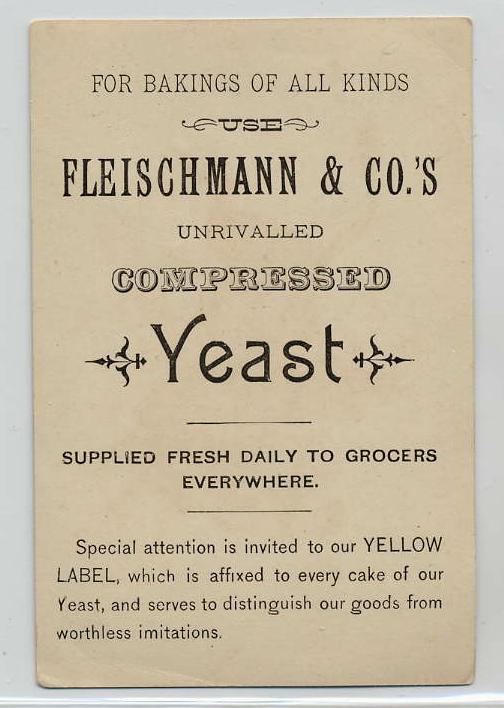 FOR BAKINGS OF ALL KINDS
USE
FLEISCHMANN & CO.'S
UNRIVALLED
COMPRESSED
Yeast
SUPPLIED FRESH DAILY TO GROCERS
EVERYWHERE.
Special attention is invited to our YELLOW
LABEL, which is affixed to every cake of our
Yeast, and serves to distinguish our goods from
worthless imitations.